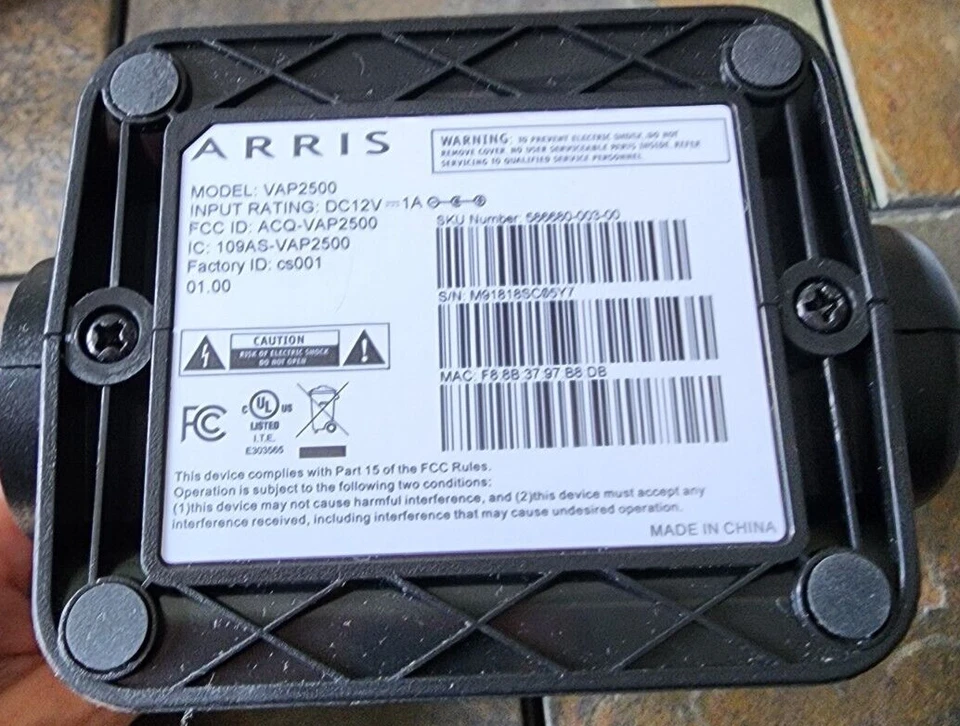 ARRIS
WARNING: TO PREVENT ELECTRIC SHOCK, DO NOT
REMOVE COVER. NO USER SERVICEABLE PARTS INSIDE. REFER
SERVICING TO QUALIFIED SERVICE PERSONNEL.
MODEL: VAP2500
INPUT RATING: DC12V 1A
FCC ID: ACQ-VAP2500
IC: 109AS-VAP2500
Factory ID: cs001
01.00
SKU Number: 586680-003-00
S/N: M91818SC05Y7
MAC: F8:8B:37:97:B8:DB
CAUTION
RISK OF ELECTRIC SHOCK
DO NOT OPEN
FCC
c UL US
LISTED
I.T.E.
E303565
This device complies with Part 15 of the FCC Rules.
Operation is subject to the following two conditions:
(1)this device may not cause harmful interference, and (2)this device must accept any
interference received, including interference that may cause undesired operation.
MADE IN CHINA